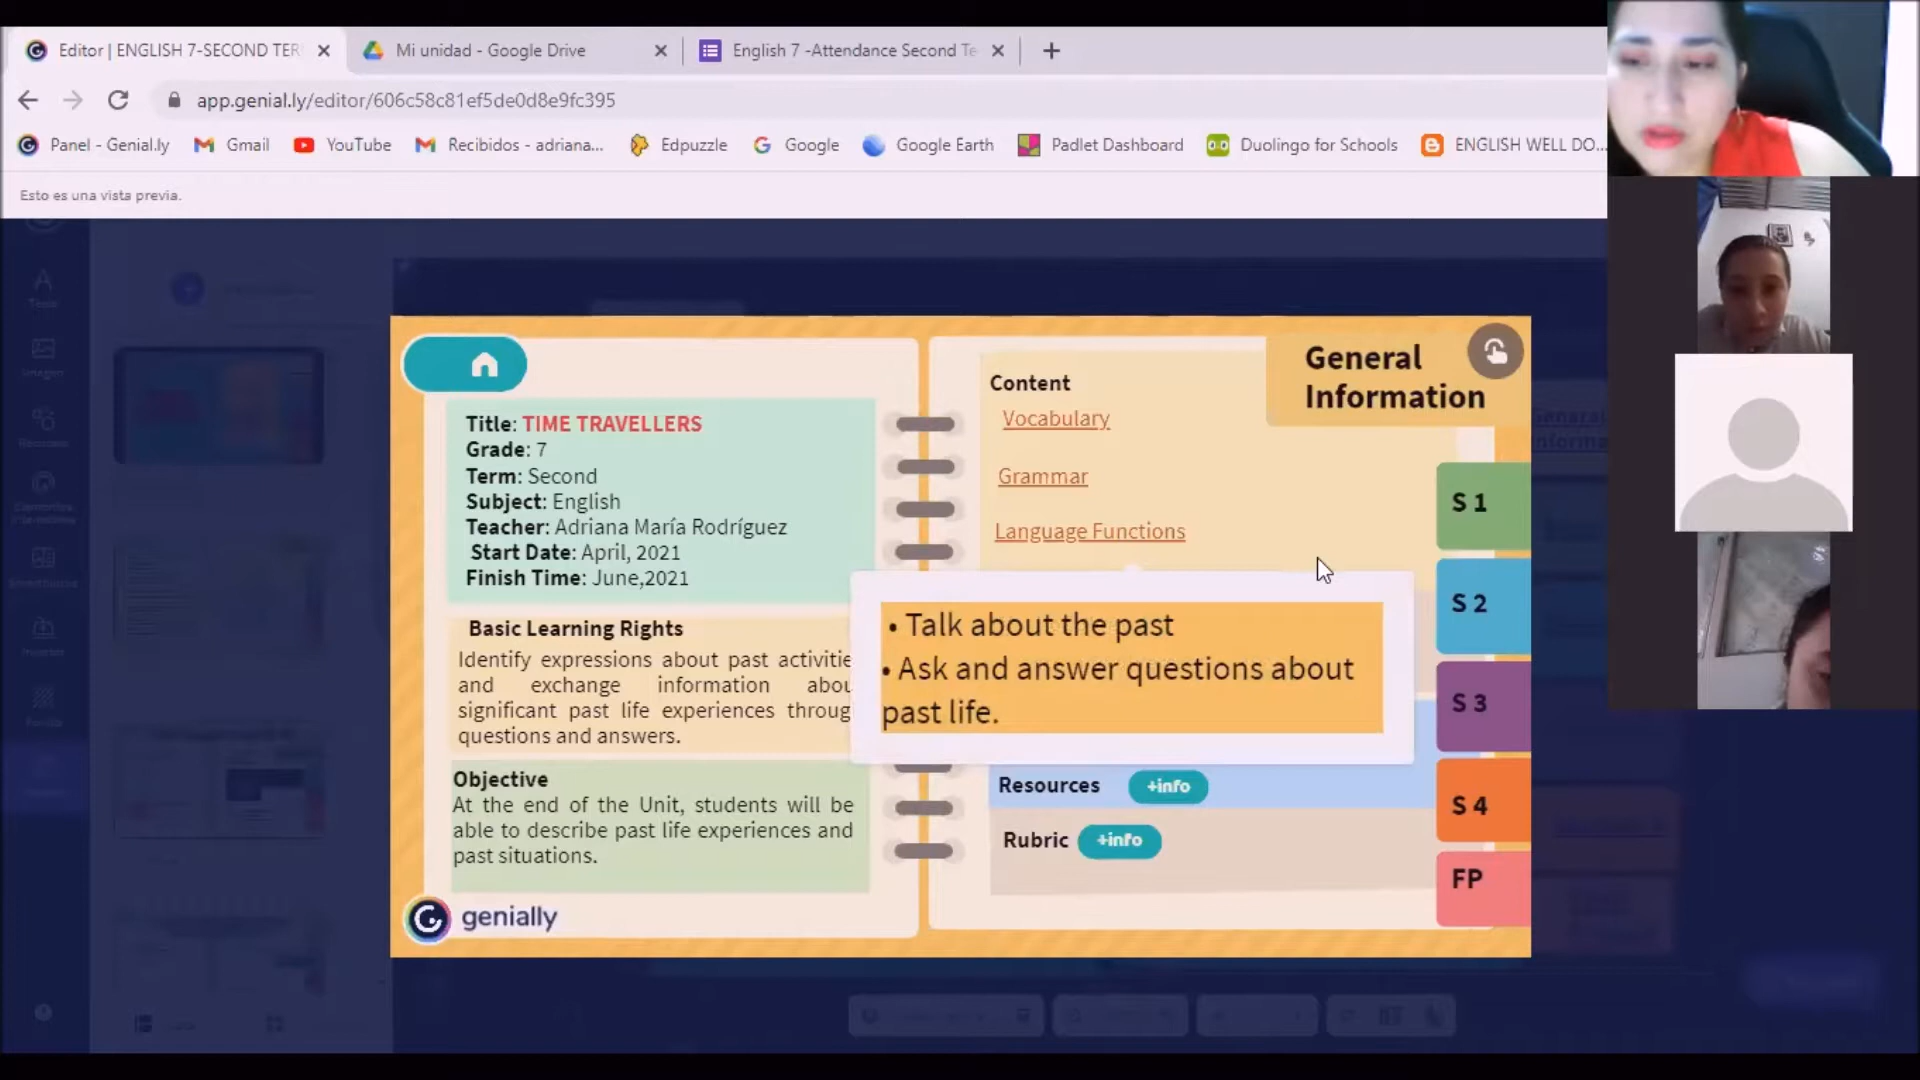 Editor | ENGLISH 7-SECOND TER
Mi unidad - Google Drive
English 7 -Attendance Second Te
app.genial.ly/editor/606c58c81ef5de0d8e9fc395
Panel - Genial.ly
Gmail
YouTube
Recibidos - adriana...
Edpuzzle
Google
Google Earth
Padlet Dashboard
Duolingo for Schools
ENGLISH WELL DO...
Esto es una vista previa.
Title: TIME TRAVELLERS
Grade: 7
Term: Second
Subject: English
Teacher: Adriana María Rodríguez
Start Date: April, 2021
Finish Time: June,2021
Basic Learning Rights
Identify expressions about past activitie
and exchange information abou
significant past life experiences throug
questions and answers.
Objective
At the end of the Unit, students will be
able to describe past life experiences and
past situations.
genially
General
Information
Content
Vocabulary
Grammar
Language Functions
• Talk about the past
• Ask and answer questions about
past life.
Resources +info
Rubric +info
S 1
S 2
S 3
S 4
FP